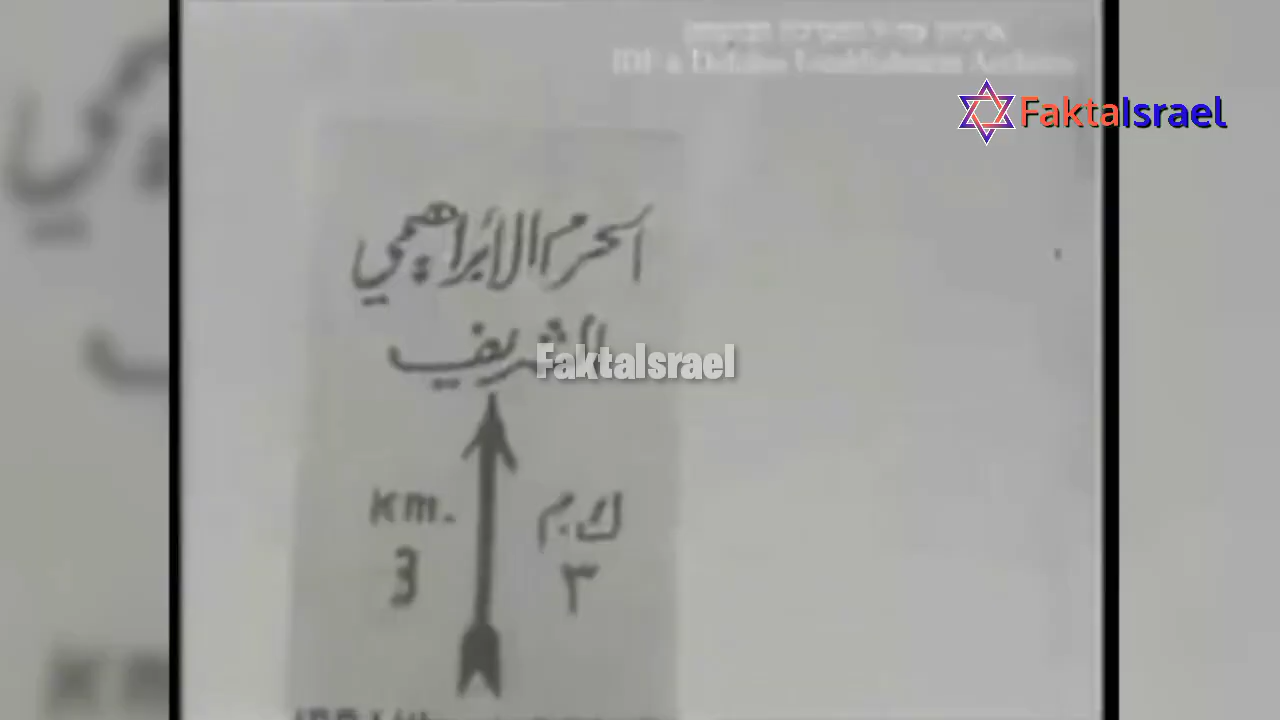 FaktaIsrael
الحرم الابراهيمي
الشريف
FaktaIsrael
Km. ك.م
3 ٣